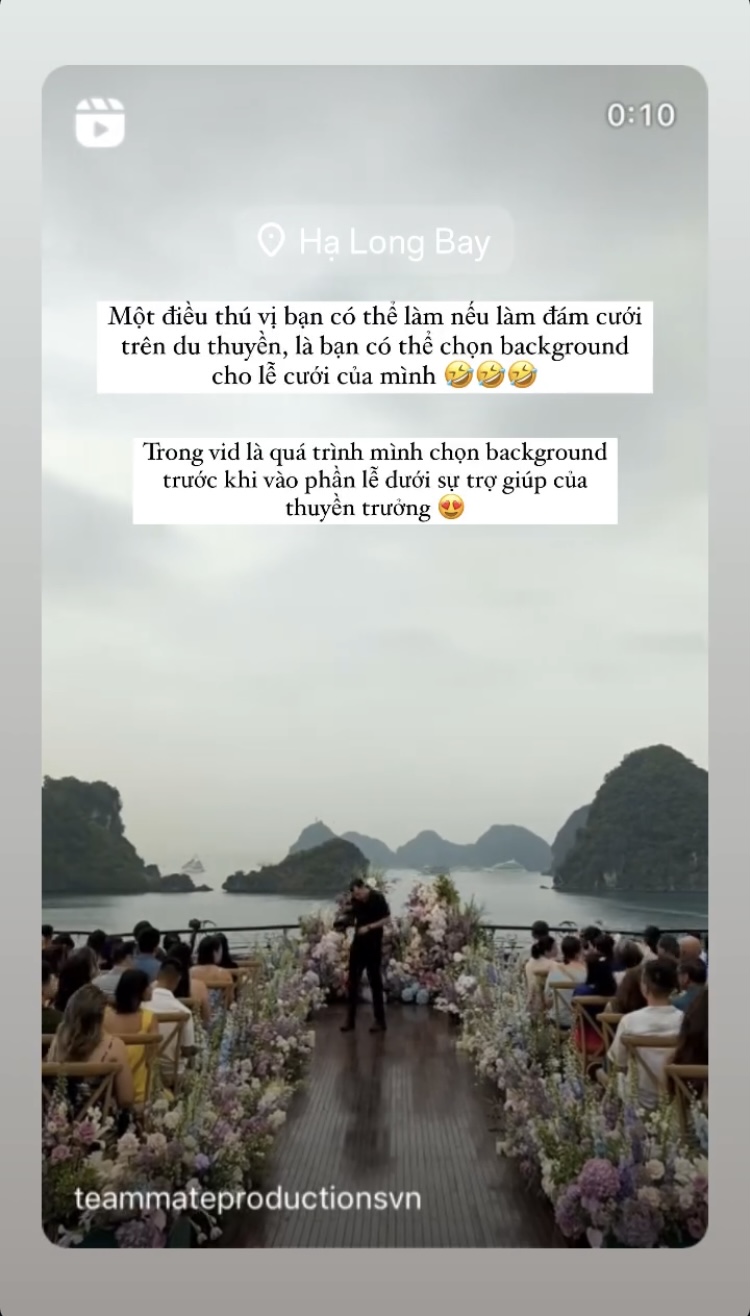 0:10
Hạ Long Bay
Một điều thú vị bạn có thể làm nếu làm đám cưới
trên du thuyền, là bạn có thể chọn background
cho lễ cưới của mình 🤣🤣🤣
Trong vid là quá trình mình chọn background
trước khi vào phần lễ dưới sự trợ giúp của
thuyền trưởng 😍
teammateproductionsvn